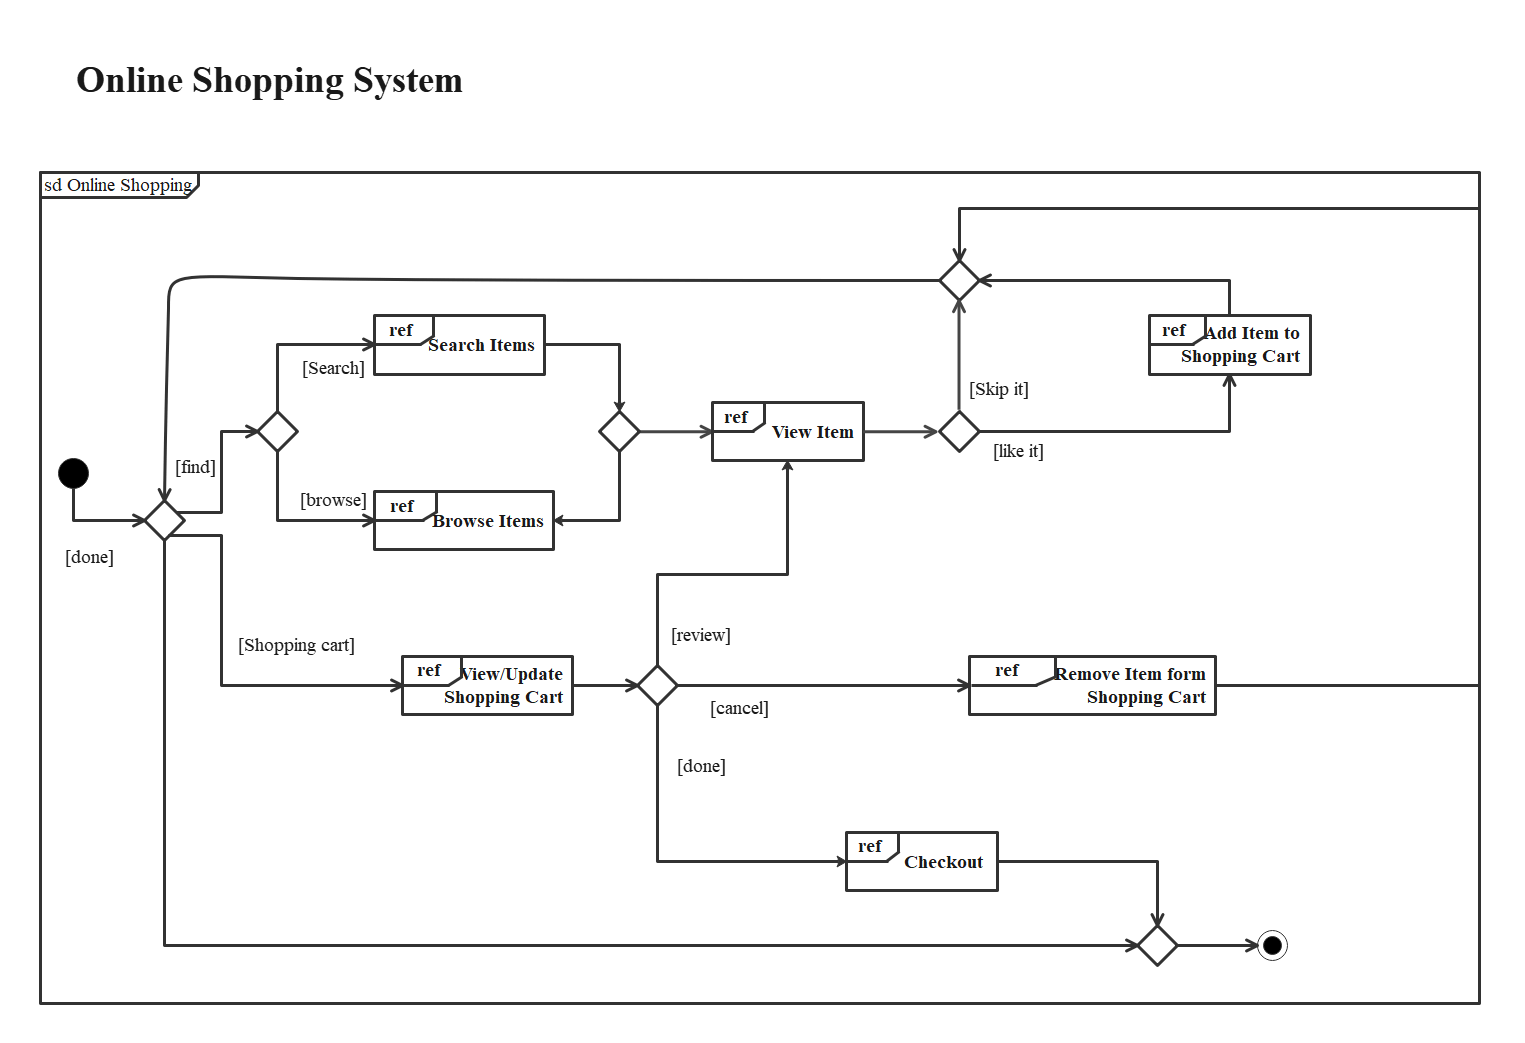 Online Shopping System
sd Online Shopping
ref
Search Items
[Search]
ref
Add Item to
Shopping Cart
[Skip it]
ref
View Item
[like it]
[find]
[browse]
ref
Browse Items
[done]
[review]
[Shopping cart]
ref
View/Update
Shopping Cart
ref
Remove Item form
Shopping Cart
[cancel]
[done]
ref
Checkout